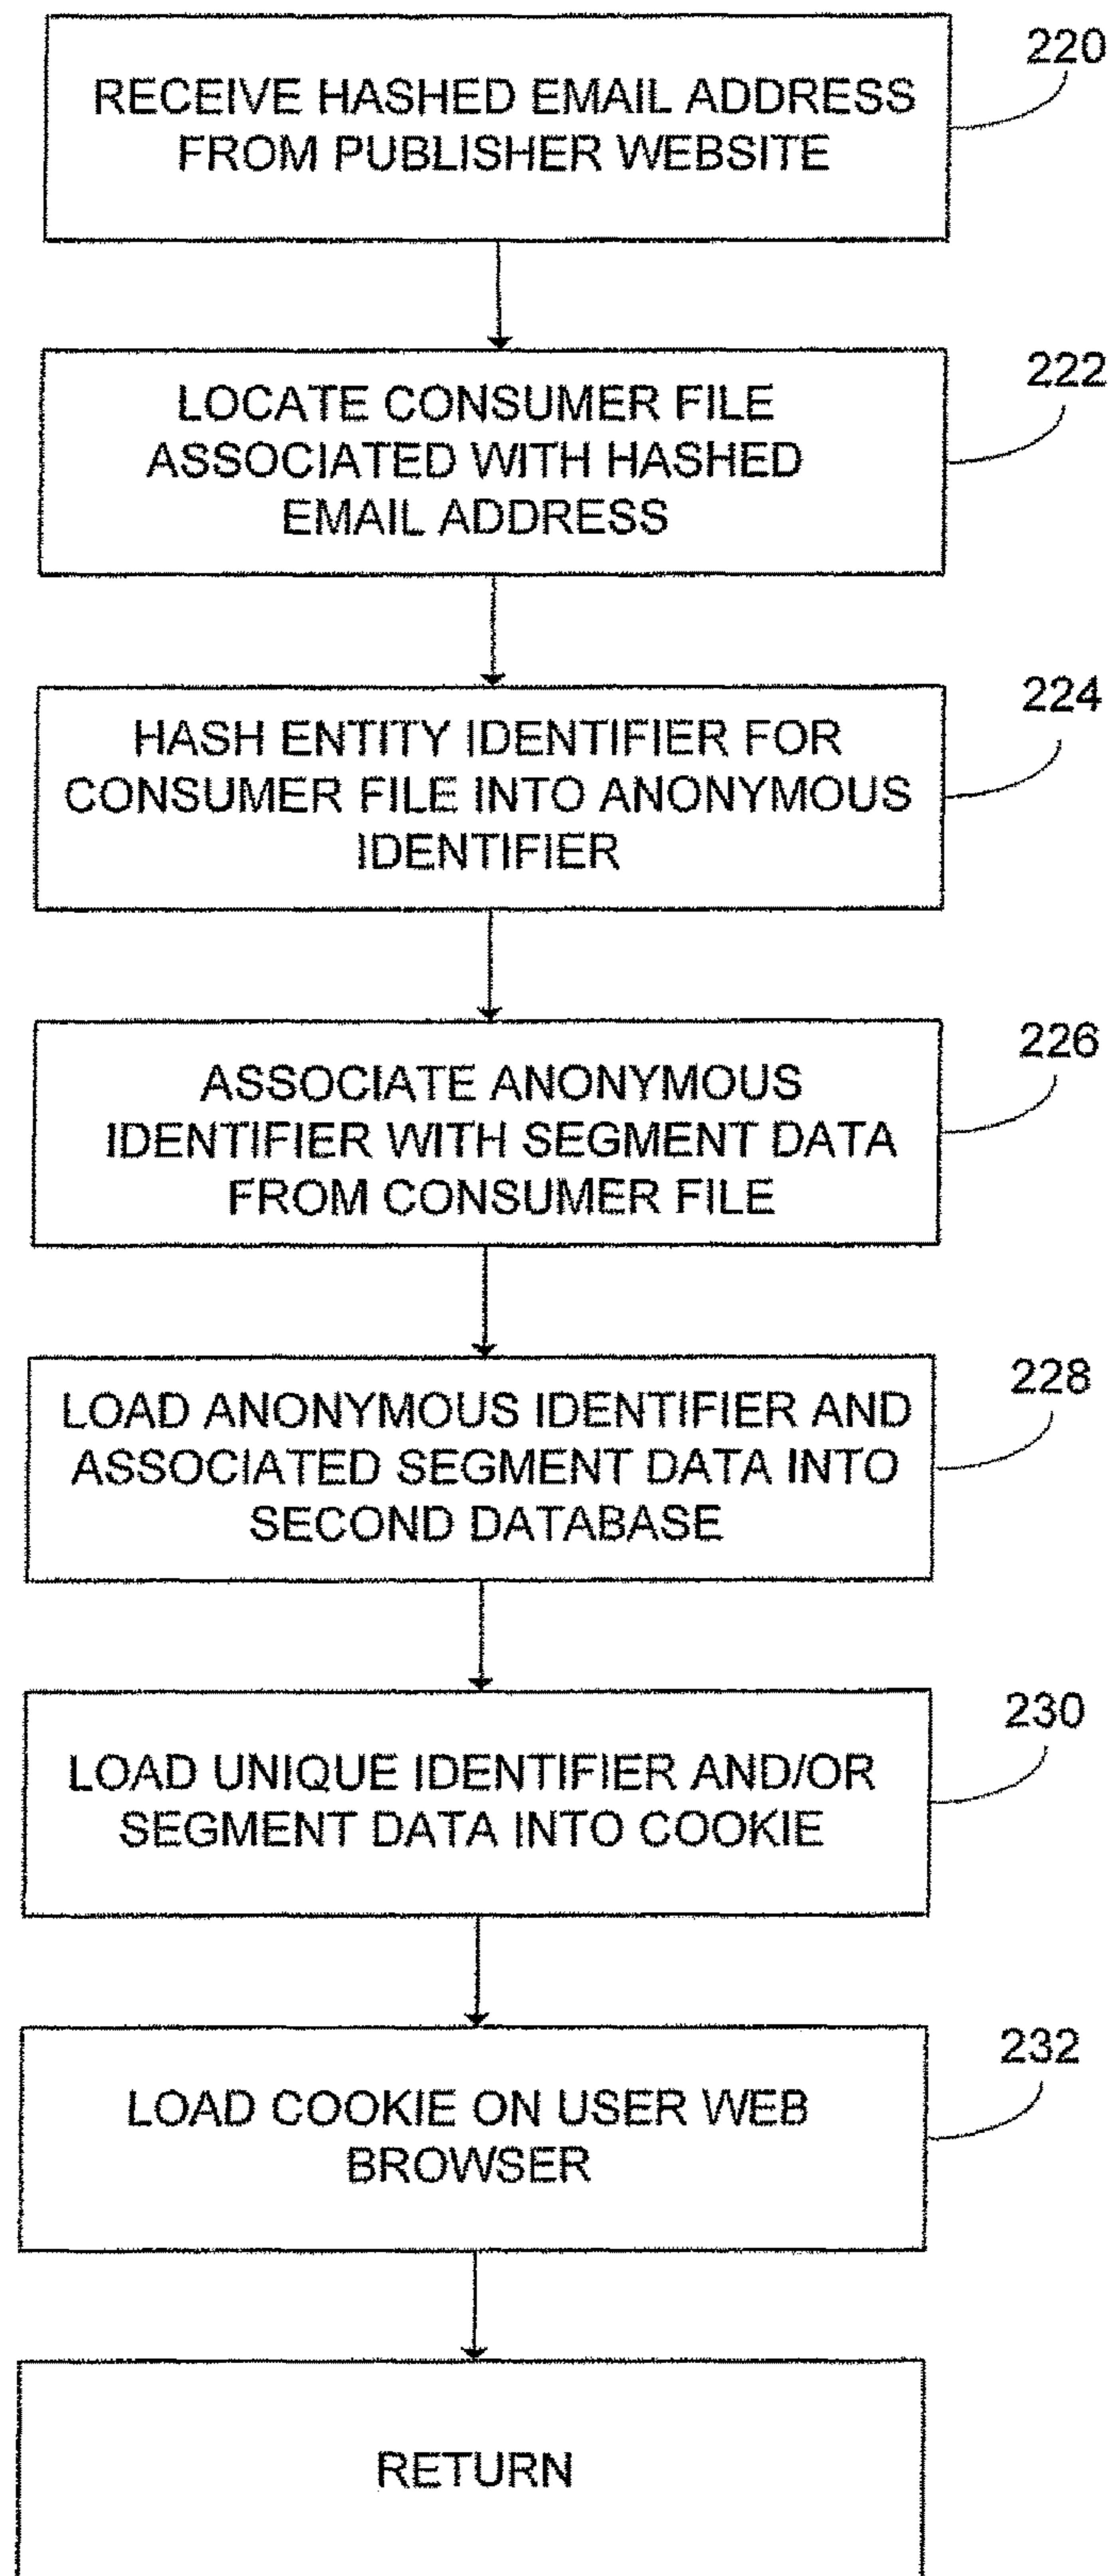 220
RECEIVE HASHED EMAIL ADDRESS
FROM PUBLISHER WEBSITE
222
LOCATE CONSUMER FILE
ASSOCIATED WITH HASHED
EMAIL ADDRESS
224
HASH ENTITY IDENTIFIER FOR
CONSUMER FILE INTO ANONYMOUS
IDENTIFIER
226
ASSOCIATE ANONYMOUS
IDENTIFIER WITH SEGMENT DATA
FROM CONSUMER FILE
228
LOAD ANONYMOUS IDENTIFIER AND
ASSOCIATED SEGMENT DATA INTO
SECOND DATABASE
230
LOAD UNIQUE IDENTIFIER AND/OR
SEGMENT DATA INTO COOKIE
232
LOAD COOKIE ON USER WEB
BROWSER
RETURN